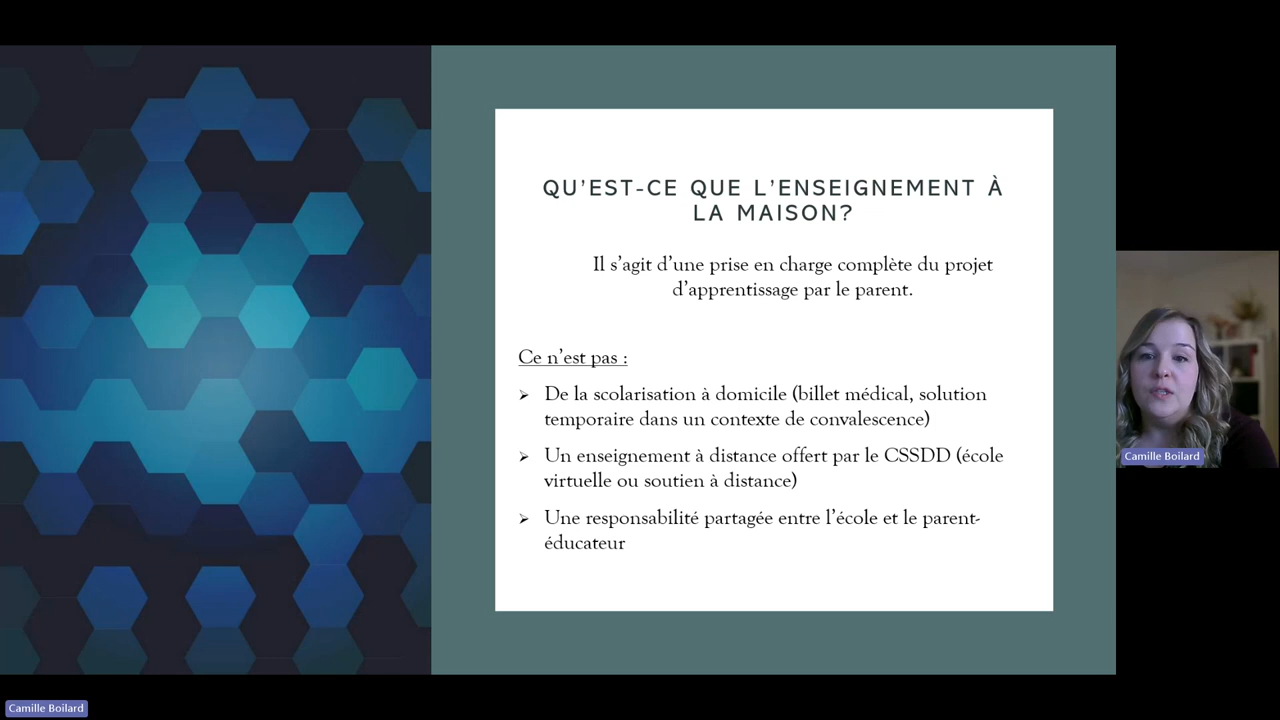 QU'EST-CE QUE L'ENSEIGNEMENT À
LA MAISON?
Il s'agit d'une prise en charge complète du projet
d'apprentissage par le parent.
Ce n'est pas :
➢ De la scolarisation à domicile (billet médical, solution
temporaire dans un contexte de convalescence)
➢ Un enseignement à distance offert par le CSSDD (école
virtuelle ou soutien à distance)
➢ Une responsabilité partagée entre l'école et le parent-
éducateur
Camille Boilard
Camille Boilard